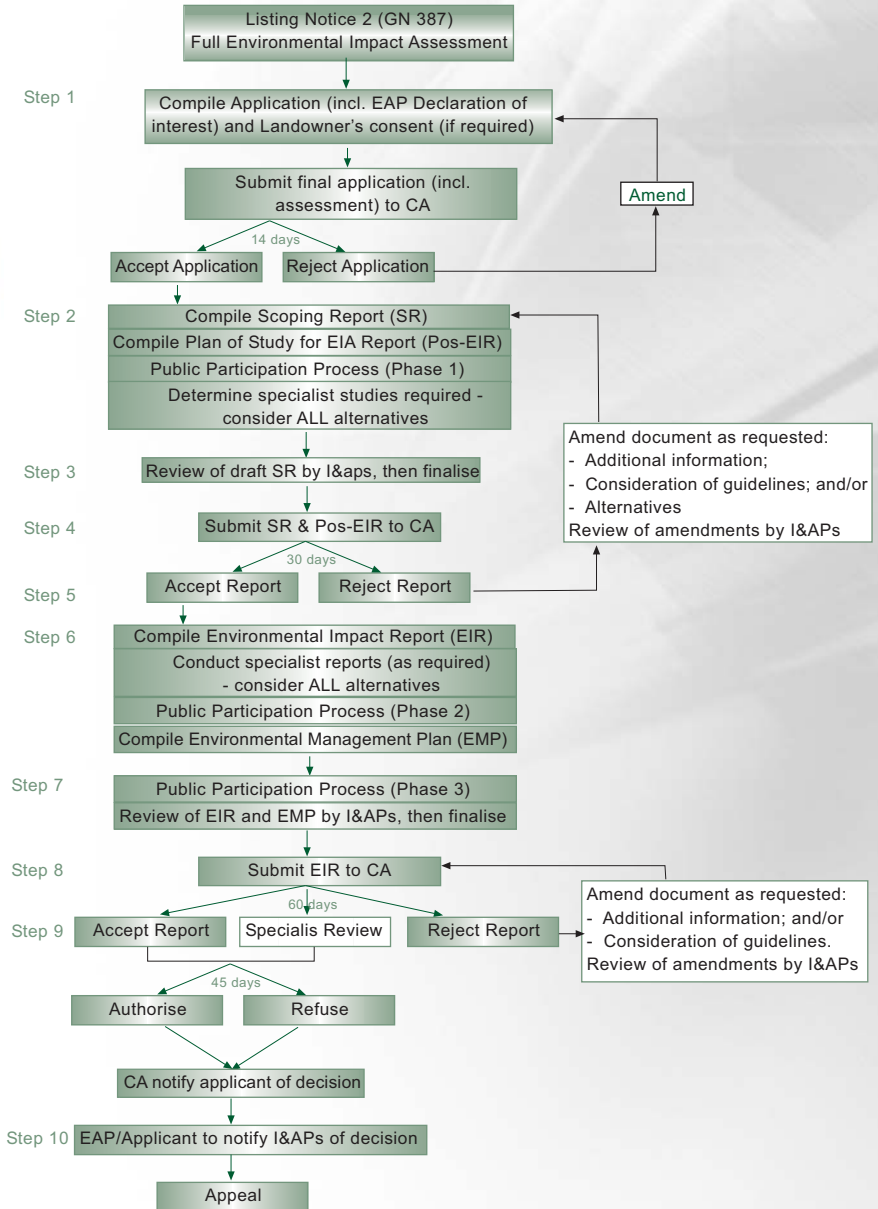 Listing Notice 2 (GN 387)
Full Environmental Impact Assessment
Step 1
Compile Application (incl. EAP Declaration of
interest) and Landowner's consent (if required)
Submit final application (incl.
assessment) to CA
Amend
14 days
Accept Application
Reject Application
Step 2
Compile Scoping Report (SR)
Compile Plan of Study for EIA Report (Pos-EIR)
Public Participation Process (Phase 1)
Determine specialist studies required -
consider ALL alternatives
Amend document as requested:
- Additional information;
- Consideration of guidelines; and/or
- Alternatives
Review of amendments by I&APs
Step 3
Review of draft SR by I&aps, then finalise
Step 4
Submit SR & Pos-EIR to CA
30 days
Step 5
Accept Report
Reject Report
Step 6
Compile Environmental Impact Report (EIR)
Conduct specialist reports (as required)
- consider ALL alternatives
Public Participation Process (Phase 2)
Compile Environmental Management Plan (EMP)
Step 7
Public Participation Process (Phase 3)
Review of EIR and EMP by I&APs, then finalise
Step 8
Submit EIR to CA
60 days
Step 9
Accept Report
Specialis Review
Reject Report
Amend document as requested:
- Additional information; and/or
- Consideration of guidelines.
Review of amendments by I&APs
45 days
Authorise
Refuse
CA notify applicant of decision
Step 10
EAP/Applicant to notify I&APs of decision
Appeal